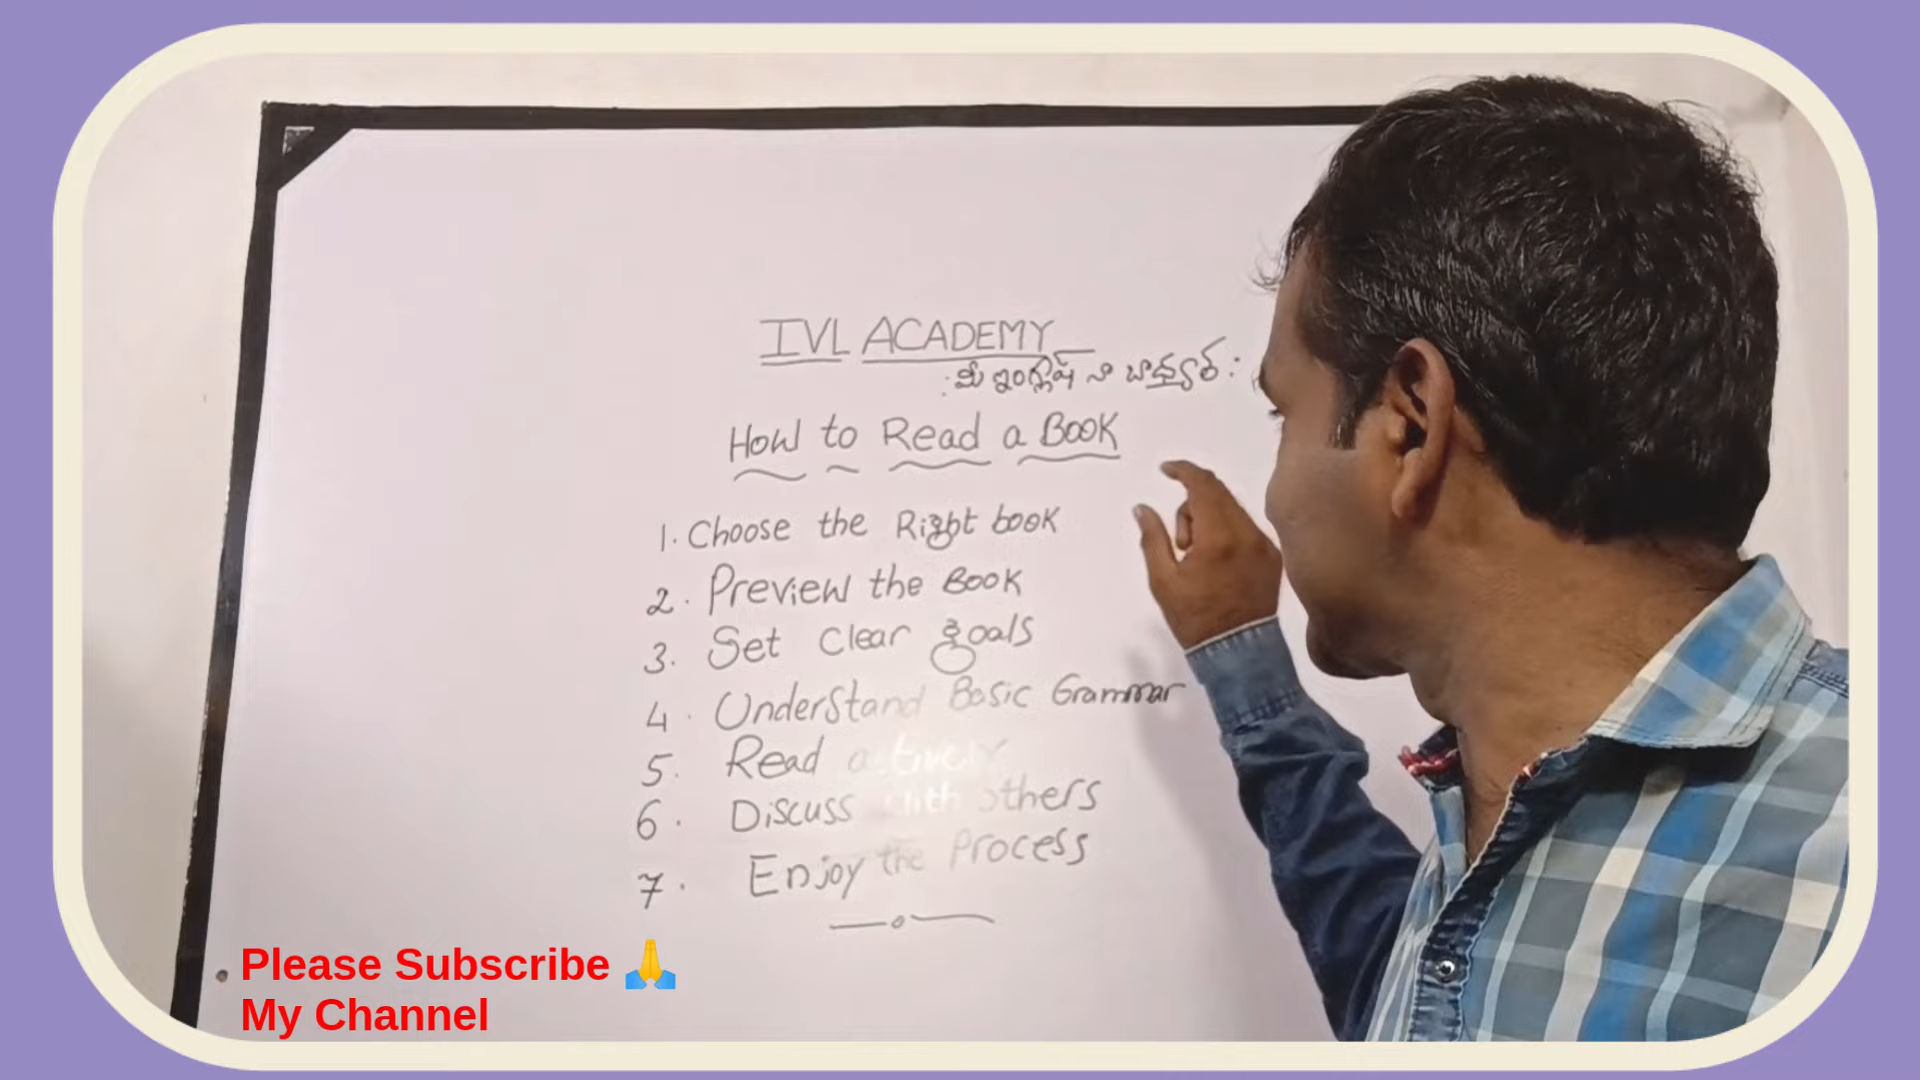 IVL ACADEMY
: మీ ఇంగ్లీష్ నా బాధ్యత :
How to Read a Book
1. Choose the Right book
2. Preview the Book
3. Set Clear goals
4. Understand Basic Grammar
5. Read actively
6. Discuss with others
7. Enjoy the Process
Please Subscribe 🙏
My Channel